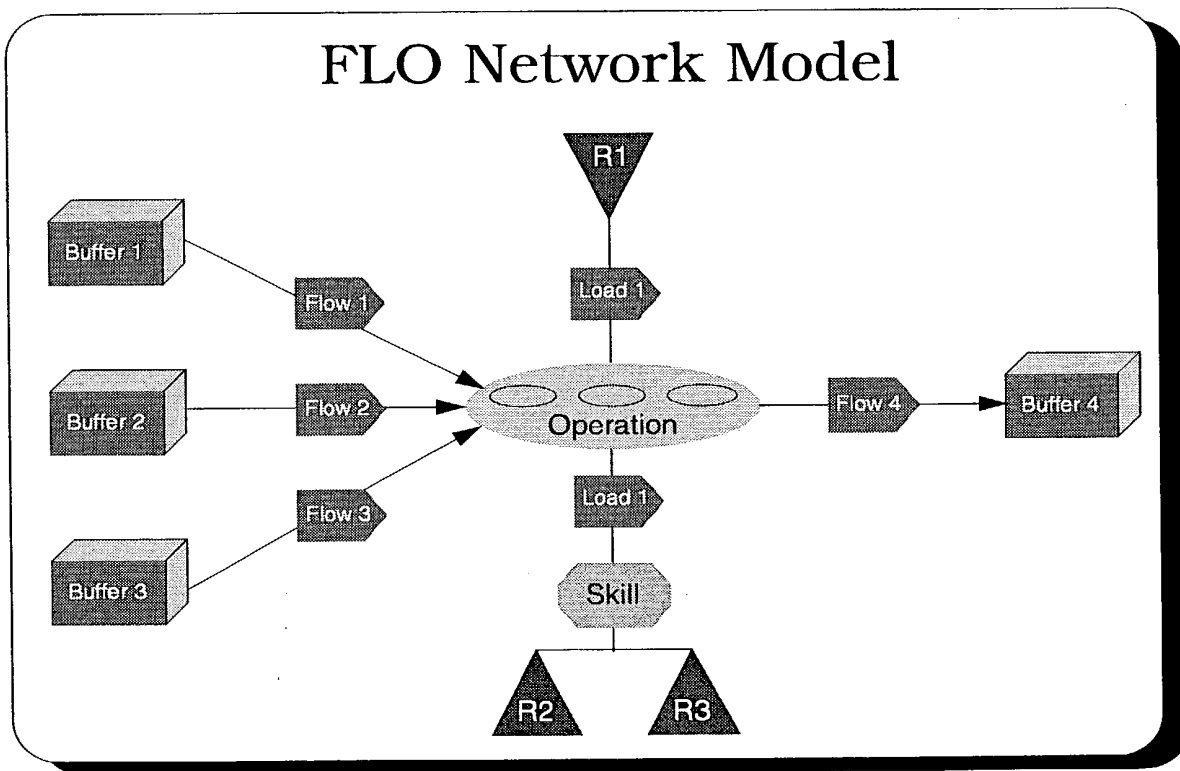 FLO Network Model
R1
Buffer 1
Flow 1
Load 1
Buffer 2
Flow 2
Operation
Flow 4
Buffer 4
Load 1
Flow 3
Buffer 3
Skill
R2
R3